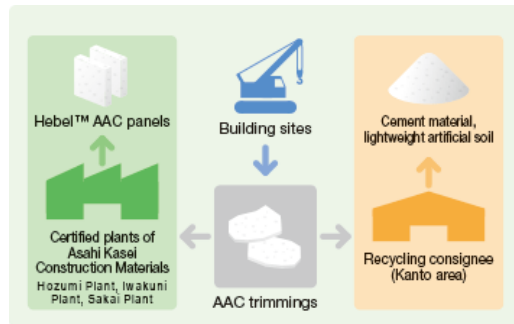 Hebel™ AAC panels
Certified plants of
Asahi Kasei
Construction Materials
Hozumi Plant, Iwakuni
Plant, Sakai Plant
Building sites
AAC trimmings
Cement material,
lightweight artificial soil
Recycling consignee
(Kanto area)